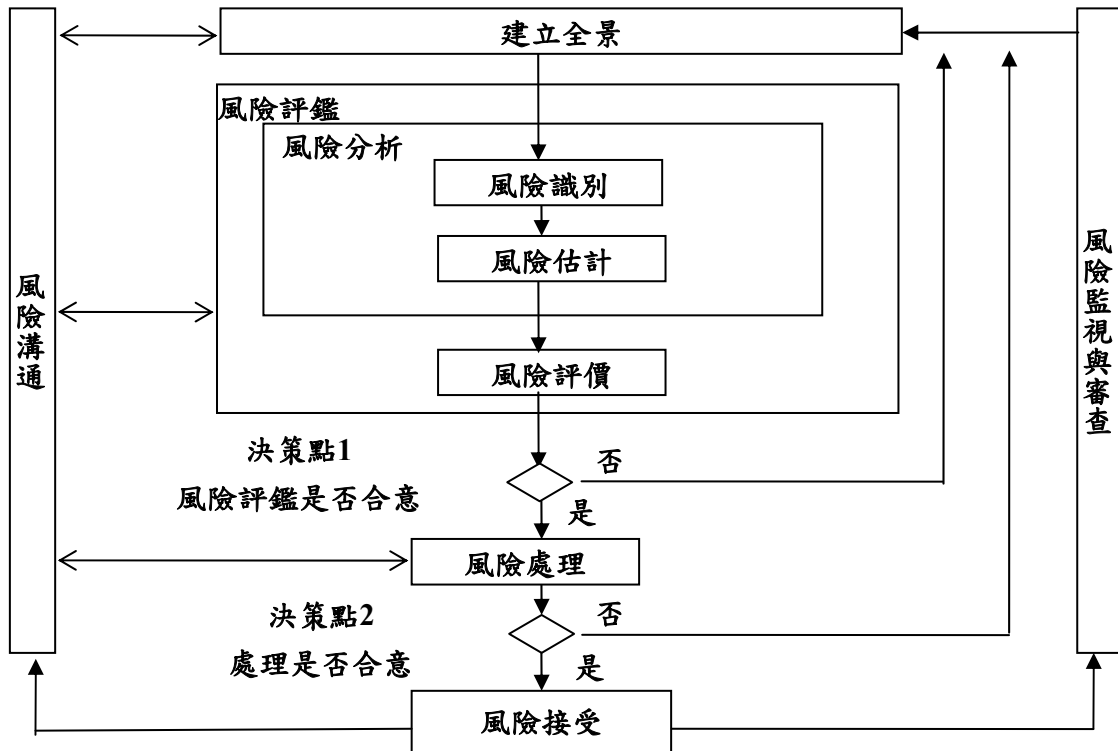 建立全景
風險評鑑
風險分析
風險識別
風險估計
風險評價
風險溝通
風險監視與審查
決策點1
風險評鑑是否合意
否
是
風險處理
決策點2
處理是否合意
否
是
風險接受